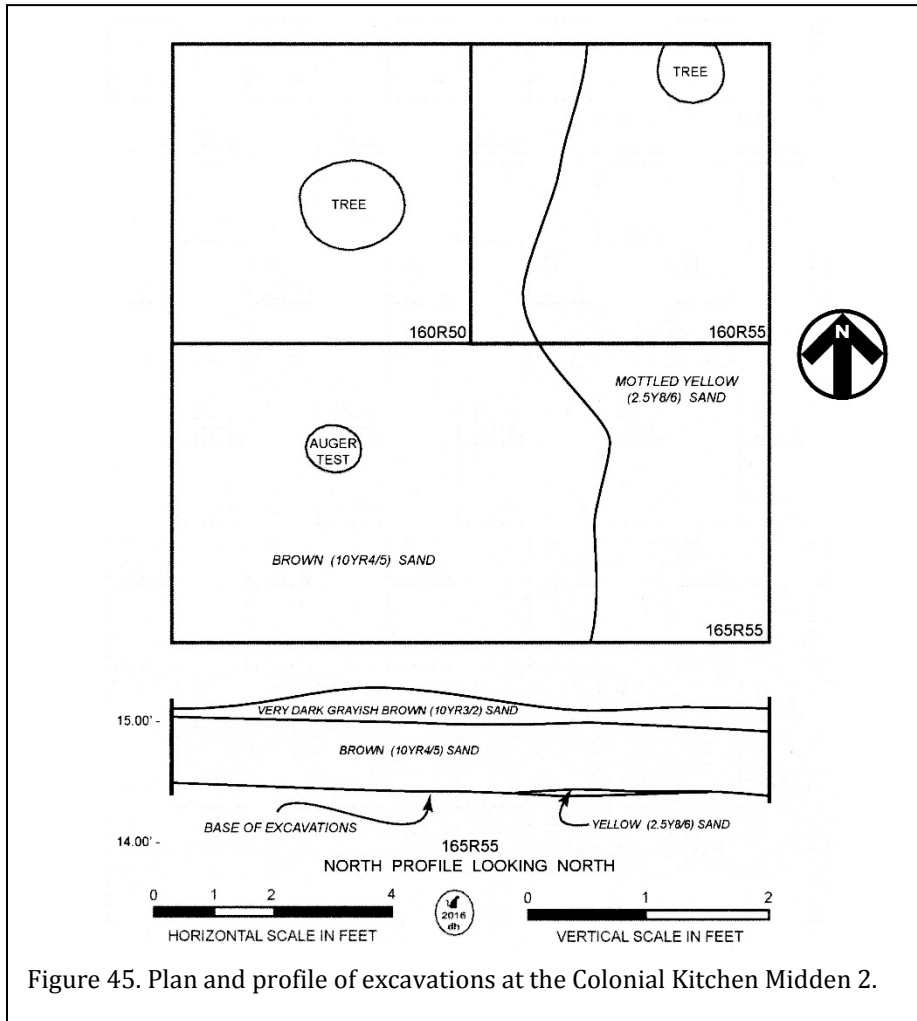 TREE
TREE
160R50
160R55
N
MOTTLED YELLOW
(2.5Y8/6) SAND
AUGER
TEST
BROWN (10YR4/5) SAND
165R55
15.00' -
VERY DARK GRAYISH BROWN (10YR3/2) SAND
BROWN (10YR4/5) SAND
BASE OF EXCAVATIONS
YELLOW (2.5Y8/6) SAND
14.00' -
165R55
NORTH PROFILE LOOKING NORTH
0 1 2 4
HORIZONTAL SCALE IN FEET
2016
dh
0 1 2
VERTICAL SCALE IN FEET
Figure 45. Plan and profile of excavations at the Colonial Kitchen Midden 2.